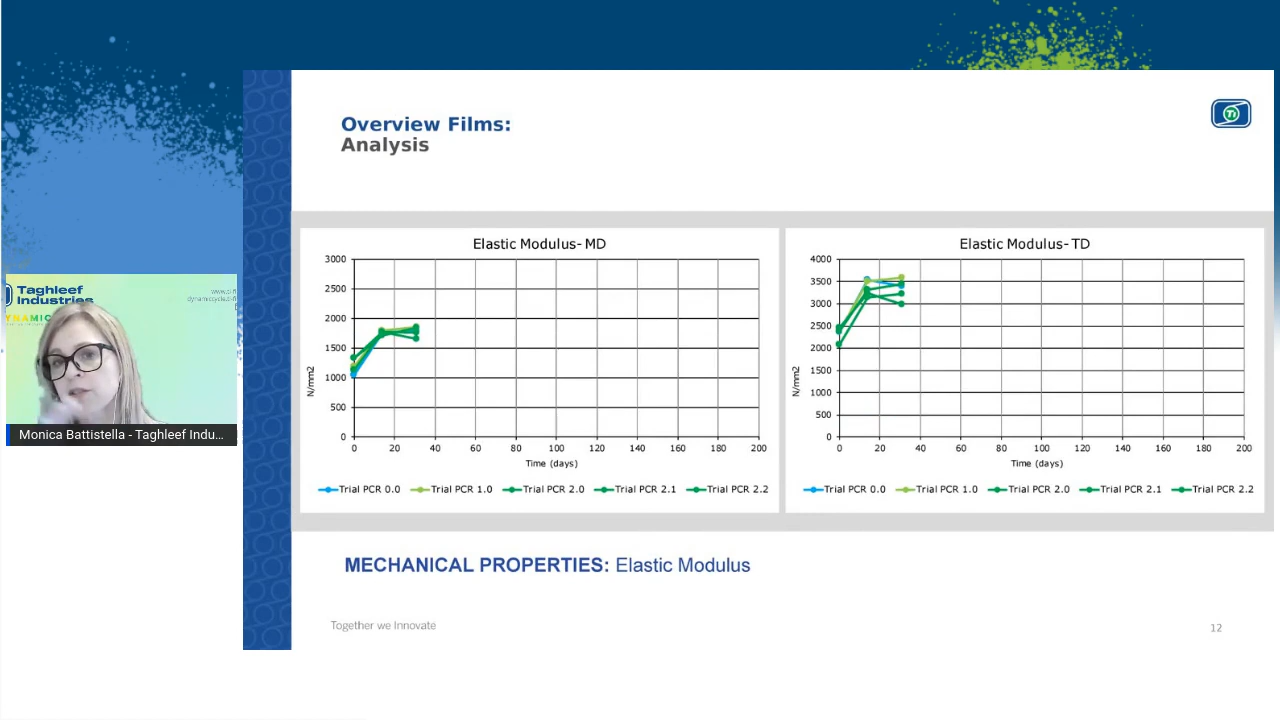 Overview Films:
Analysis
Ti
Elastic Modulus- MD
3000
2500
2000
1500
1000
500
0
N/mm2
0 20 40 60 80 100 120 140 160 180 200
Time (days)
Trial PCR 0.0 Trial PCR 1.0 Trial PCR 2.0 Trial PCR 2.1 Trial PCR 2.2
Elastic Modulus- TD
4000
3500
3000
2500
2000
1500
1000
500
0
N/mm2
0 20 40 60 80 100 120 140 160 180 200
Time (days)
Trial PCR 0.0 Trial PCR 1.0 Trial PCR 2.0 Trial PCR 2.1 Trial PCR 2.2
Taghleef
Industries
Monica Battistella - Taghleef Indu...
MECHANICAL PROPERTIES: Elastic Modulus
Together we Innovate
12